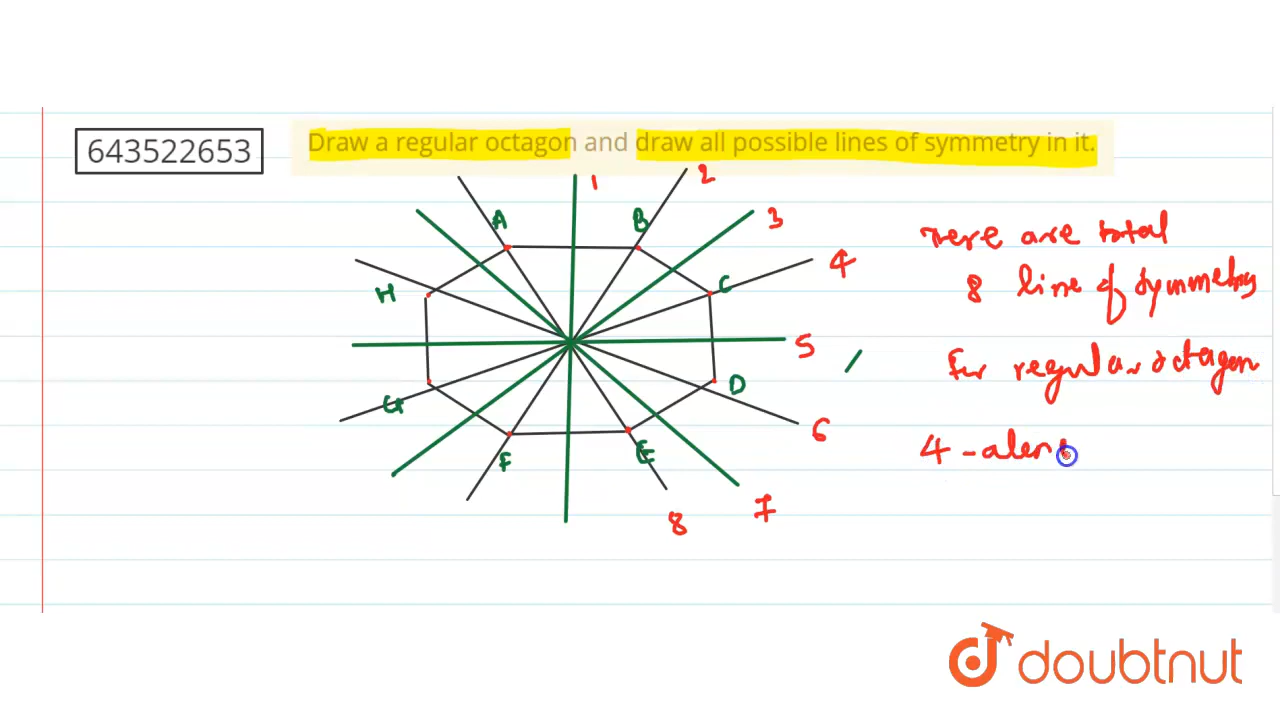 643522653
Draw a regular octagon and draw all possible lines of symmetry in it.
1
2
3
4
5
6
7
8
A
B
C
D
E
F
G
H
There are total
8 line of symmetry
for regular octagon
4 -alen
doubtnut